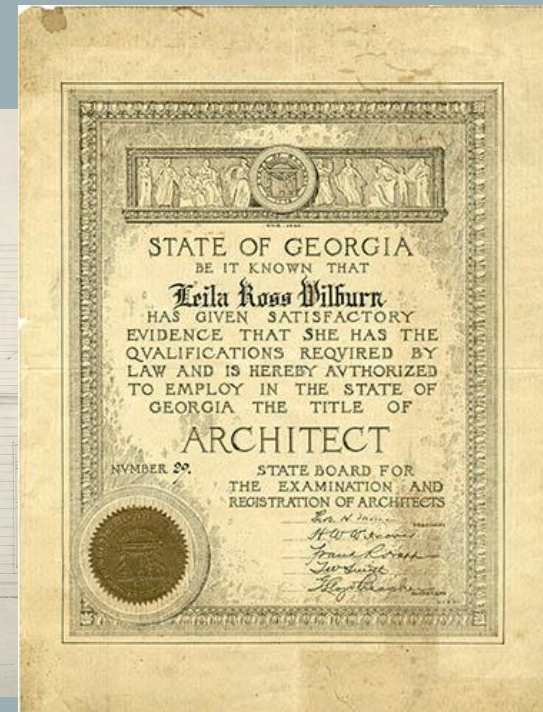 STATE OF GEORGIA
BE IT KNOWN THAT
Leila Ross Wilburn
HAS GIVEN SATISFACTORY
EVIDENCE THAT SHE HAS THE
QVALIFICATIONS REQVIRED BY
LAW AND IS HEREBY AVTHORIZED
TO EMPLOY IN THE STATE OF
GEORGIA THE TITLE OF
ARCHITECT
NVMBER 29.
STATE BOARD FOR
THE EXAMINATION AND
REGISTRATION OF ARCHITECTS